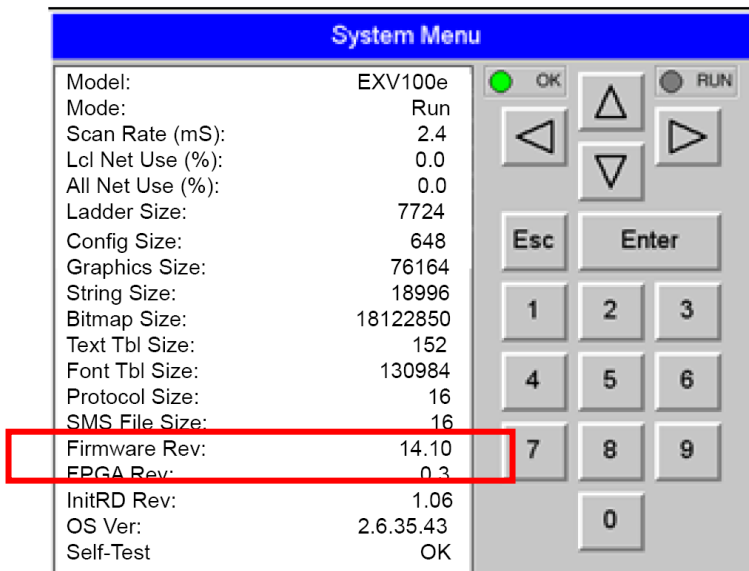 System Menu
Model: EXV100e
Mode: Run
Scan Rate (mS): 2.4
Lcl Net Use (%): 0.0
All Net Use (%): 0.0
Ladder Size: 7724
Config Size: 648
Graphics Size: 76164
String Size: 18996
Bitmap Size: 18122850
Text Tbl Size: 152
Font Tbl Size: 130984
Protocol Size: 16
SMS File Size: 16
Firmware Rev: 14.10
FPGA Rev: 0.3
InitRD Rev: 1.06
OS Ver: 2.6.35.43
Self-Test OK
OK RUN
Esc Enter
1 2 3
4 5 6
7 8 9
0